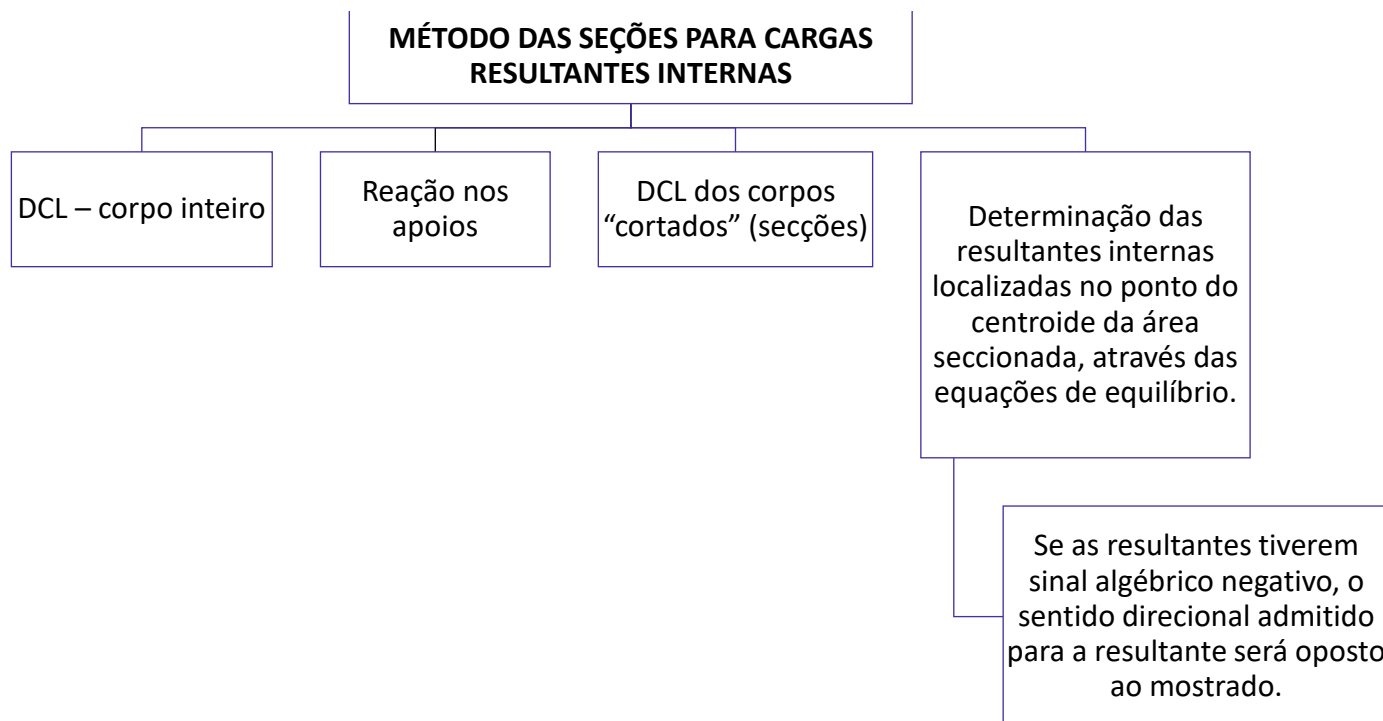 MÉTODO DAS SEÇÕES PARA CARGAS
RESULTANTES INTERNAS
DCL – corpo inteiro
Reação nos
apoios
DCL dos corpos
“cortados” (secções)
Determinação das
resultantes internas
localizadas no ponto do
centroide da área
seccionada, através das
equações de equilíbrio.
Se as resultantes tiverem
sinal algébrico negativo, o
sentido direcional admitido
para a resultante será oposto
ao mostrado.